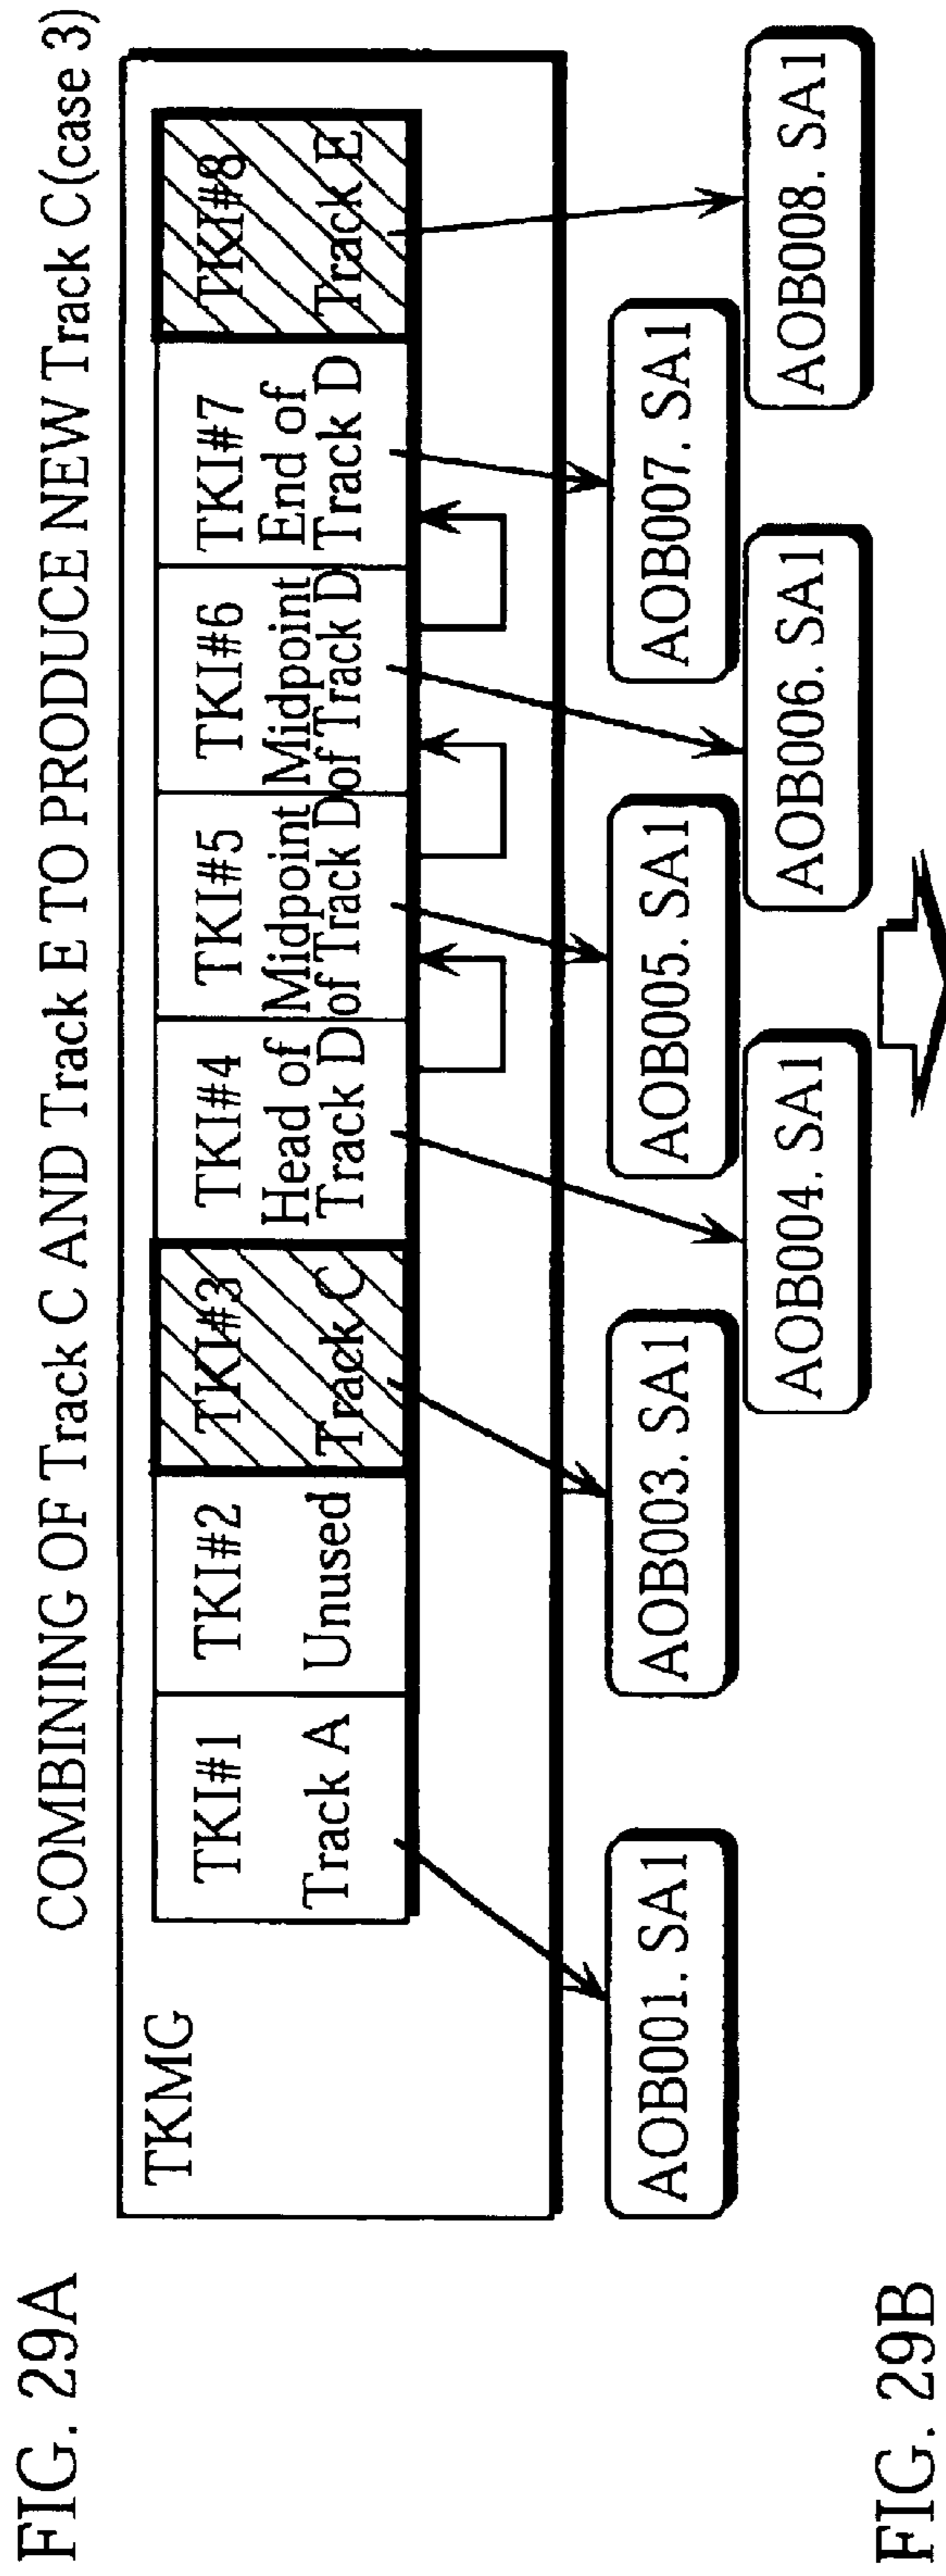 FIG. 29A
COMBINING OF Track C AND Track E TO PRODUCE NEW Track C(case 3)
TKMG
TKI#1
Track A
TKI#2
Unused
TKI#3
Track C
TKI#4
Head of
Track D
TKI#5
Midpoint
of Track D
TKI#6
Midpoint
of Track D
TKI#7
End of
Track D
TKI#8
Track E
AOB001. SA1
AOB003. SA1
AOB004. SA1
AOB005. SA1
AOB006. SA1
AOB007. SA1
AOB008. SA1
FIG. 29B